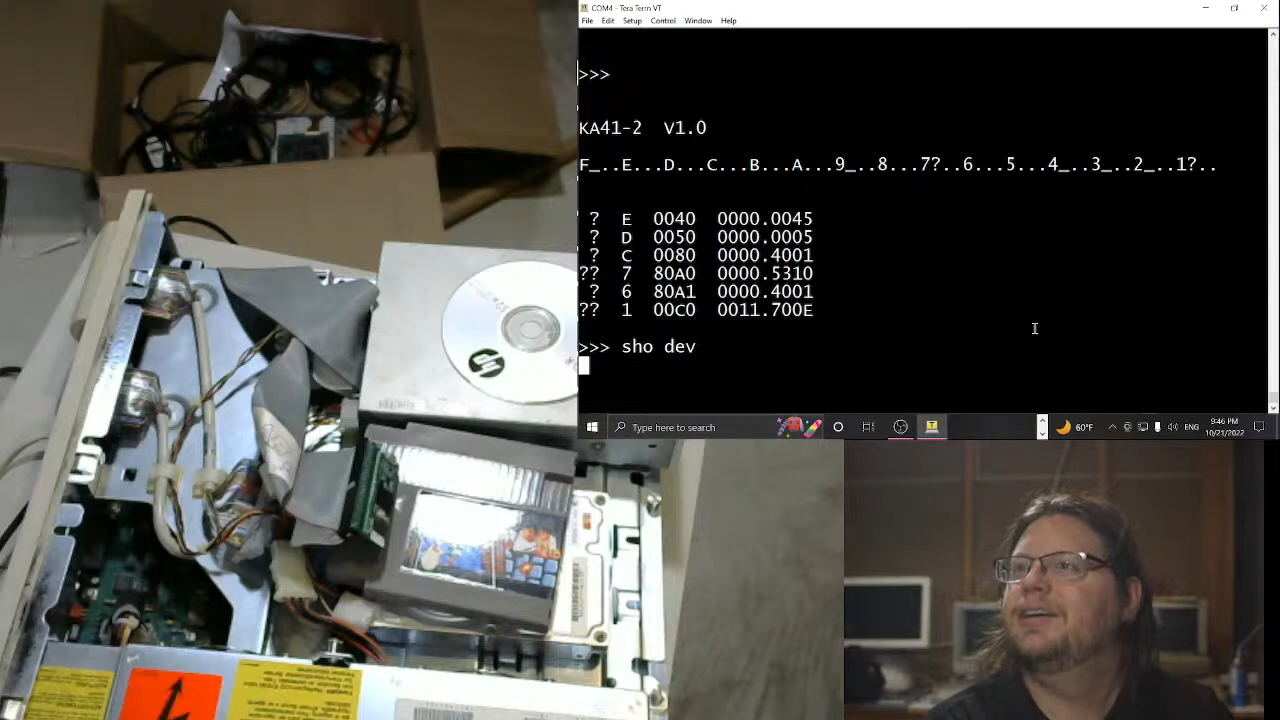 COM4 - Tera Term VT
File Edit Setup Control Window Help
>>>
KA41-2 V1.0
F_..E...D...C...B...A...9_..8...7?..6...5...4_..3_..2_..1?..
? E 0040 0000.0045
? D 0050 0000.0005
? C 0080 0000.4001
?? 7 80A0 0000.5310
? 6 80A1 0000.4001
?? 1 00C0 0011.700E
>>> sho dev
Type here to search
60°F
ENG
9:46 PM
10/21/2022
hp